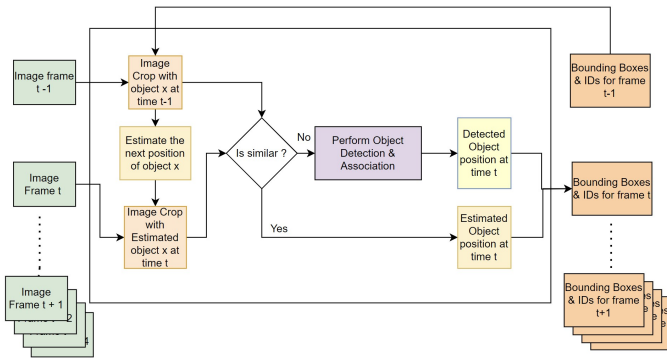 Image frame
t -1
Image
Crop with
object x at
time t-1
Bounding Boxes
& IDs for frame
t-1
Estimate the
next position
of object x
Is similar ?
No
Perform Object
Detection &
Association
Detected
Object
position at
time t
Image
Frame t
Image Crop
with
Estimated
object x at
time t
Yes
Estimated
Object
position at
time t
Bounding Boxes
& IDs for frame t
Image
Frame t + 1
Bounding Boxes
& IDs for frame
t+1